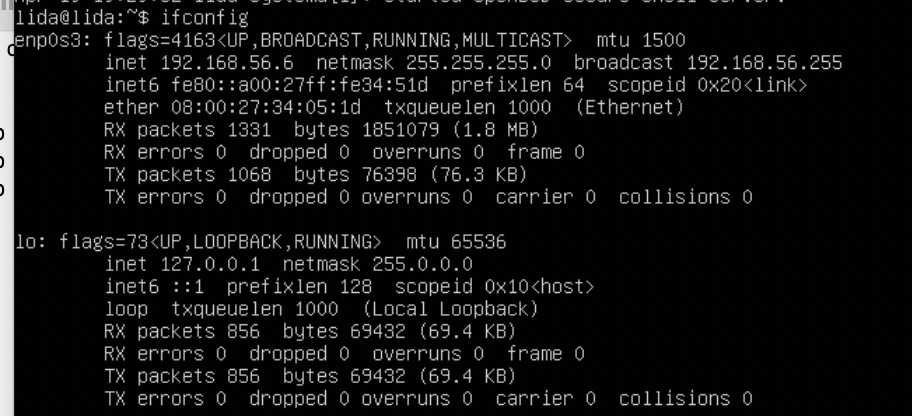 lida@lida:~$ ifconfig
enp0s3: flags=4163<UP,BROADCAST,RUNNING,MULTICAST>  mtu 1500
        inet 192.168.56.6  netmask 255.255.255.0  broadcast 192.168.56.255
        inet6 fe80::a00:27ff:fe34:51d  prefixlen 64  scopeid 0x20<link>
        ether 08:00:27:34:05:1d  txqueuelen 1000  (Ethernet)
        RX packets 1331  bytes 1851079 (1.8 MB)
        RX errors 0  dropped 0  overruns 0  frame 0
        TX packets 1068  bytes 76398 (76.3 KB)
        TX errors 0  dropped 0 overruns 0  carrier 0  collisions 0

lo: flags=73<UP,LOOPBACK,RUNNING>  mtu 65536
        inet 127.0.0.1  netmask 255.0.0.0
        inet6 ::1  prefixlen 128  scopeid 0x10<host>
        loop  txqueuelen 1000  (Local Loopback)
        RX packets 856  bytes 69432 (69.4 KB)
        RX errors 0  dropped 0  overruns 0  frame 0
        TX packets 856  bytes 69432 (69.4 KB)
        TX errors 0  dropped 0 overruns 0  carrier 0  collisions 0